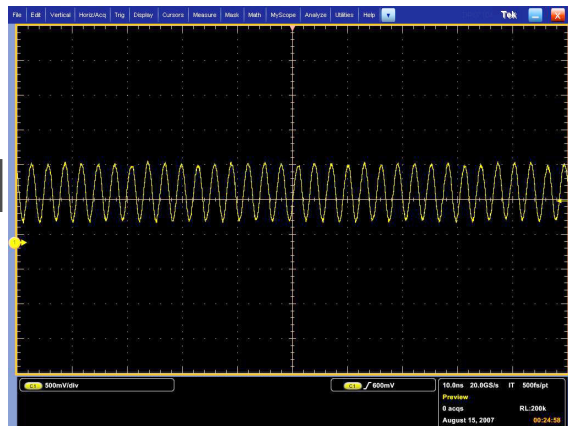 File Edit Vertical Horiz/Acq Trig Display Cursors Measure Mask Math MyScope Analyze Utilities Help Tek
C1 500mV/div
C1 600mV
10.0ns 20.0GS/s IT 500fs/pt
Preview
0 acqs RL:200k
August 15, 2007 00:24:58